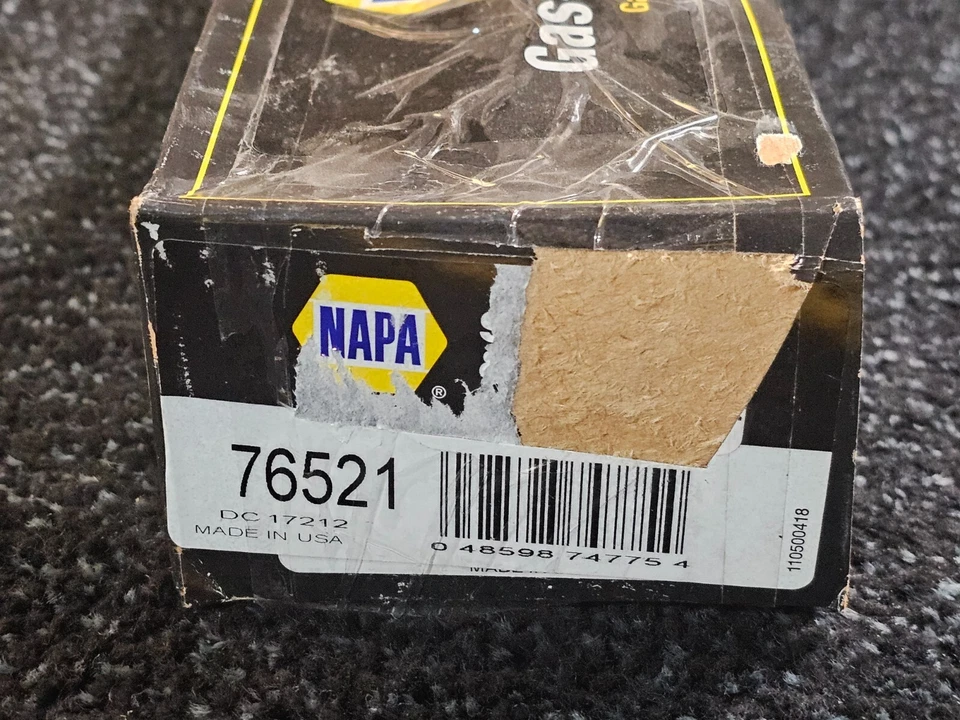 Gas
NAPA
®
76521
DC 17212
MADE IN USA
0 48598 74775 4
110500418